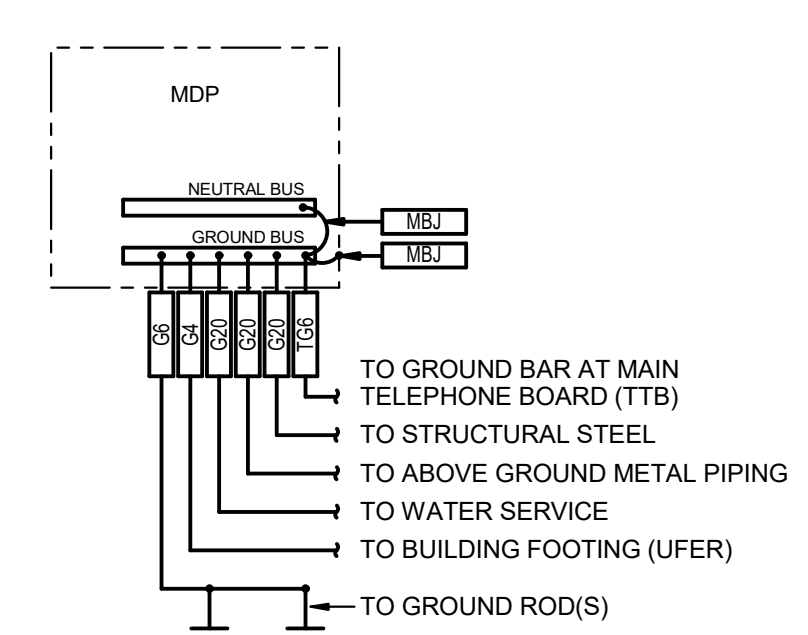 MDP
NEUTRAL BUS
MBJ
GROUND BUS
MBJ
G6
G4
G20
G20
G20
TG6
TO GROUND BAR AT MAIN
TELEPHONE BOARD (TTB)
TO STRUCTURAL STEEL
TO ABOVE GROUND METAL PIPING
TO WATER SERVICE
TO BUILDING FOOTING (UFER)
TO GROUND ROD(S)